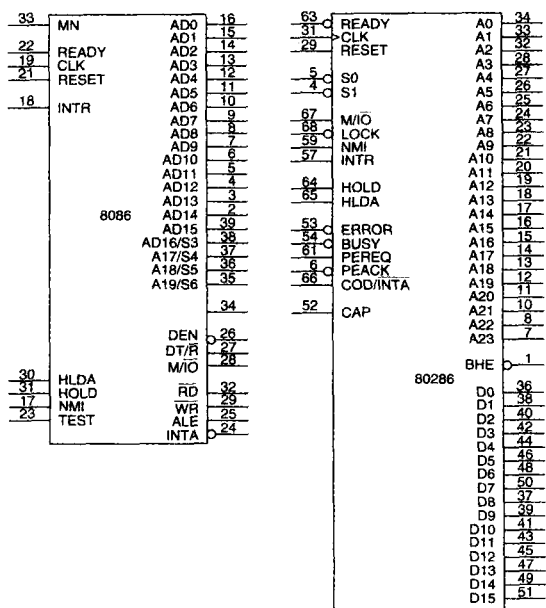 33 MN AD0 16
AD1 15
22 READY AD2 14
19 CLK AD3 13
21 RESET AD4 12
AD5 11
18 INTR AD6 10
AD7 9
AD8 8
AD9 7
AD10 6
AD11 5
AD12 4
AD13 3
8086 AD14 2
AD15 39
AD16/S3 38
A17/S4 37
A18/S5 36
A19/S6 35
34
DEN 26
DT/R̅ 27
M/I̅O̅ 28
30 HLDA
31 HOLD R̅D̅ 32
17 NMI W̅R̅ 29
23 TEST ALE 25
INTA 24
63 READY A0 34
31 CLK A1 33
29 RESET A2 32
A3 28
5 S0 A4 27
4 S1 A5 26
A6 25
67 M/I̅O̅ A7 24
68 LOCK A8 23
59 NMI A9 22
57 INTR A10 21
A11 20
64 HOLD A12 19
65 HLDA A13 18
A14 17
53 ERROR A15 16
54 BUSY A16 15
61 PEREQ A17 14
6 PEACK A18 13
66 COD/I̅N̅T̅A̅ A19 12
A20 11
52 CAP A21 10
A22 8
A23 7
BHE 1
80286
D0 36
D1 38
D2 40
D3 42
D4 44
D5 46
D6 48
D7 50
D8 37
D9 39
D10 41
D11 43
D12 45
D13 47
D14 49
D15 51